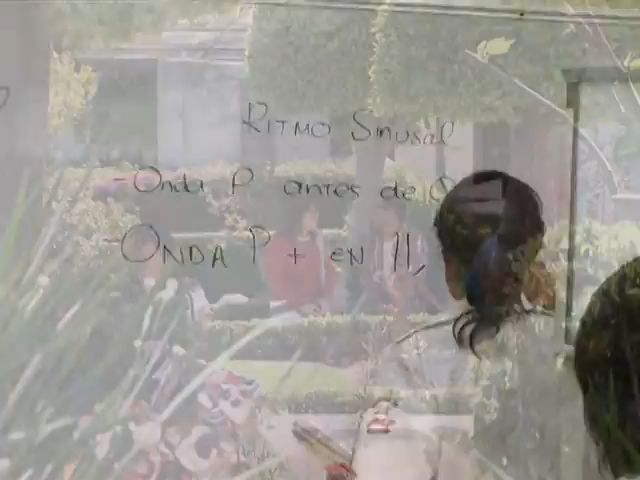 Ritmo Sinusal
- Onda P antes de Q
- Onda P + en II,